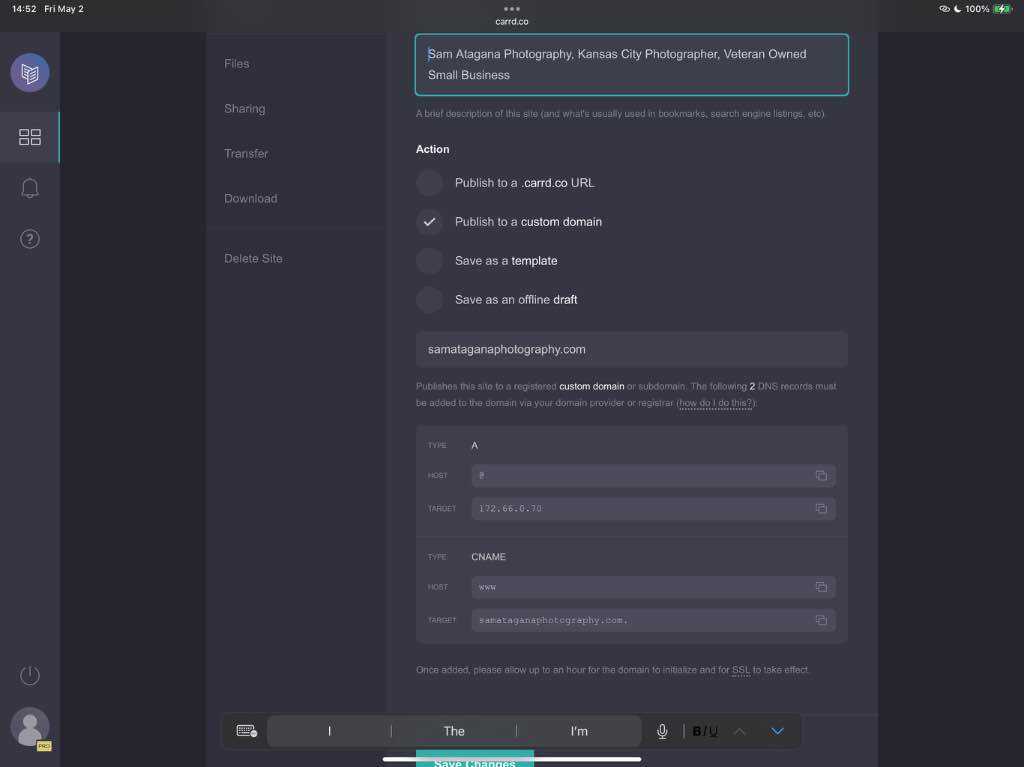 14:52 Fri May 2
100%
carrd.co
Files
Sharing
Transfer
Download
Delete Site
Sam Atagana Photography, Kansas City Photographer, Veteran Owned
Small Business
A brief description of this site (and what's usually used in bookmarks, search engine listings, etc).
Action
Publish to a .carrd.co URL
Publish to a custom domain
Save as a template
Save as an offline draft
samataganaphotography.com
Publishes this site to a registered custom domain or subdomain. The following 2 DNS records must
be added to the domain via your domain provider or registrar (how do I do this?):
TYPE A
HOST @
TARGET 172.66.0.70
TYPE CNAME
HOST www
TARGET samataganaphotography.com.
Once added, please allow up to an hour for the domain to initialize and for SSL to take effect.
PRO
I The I'm
B I U
Save Changes